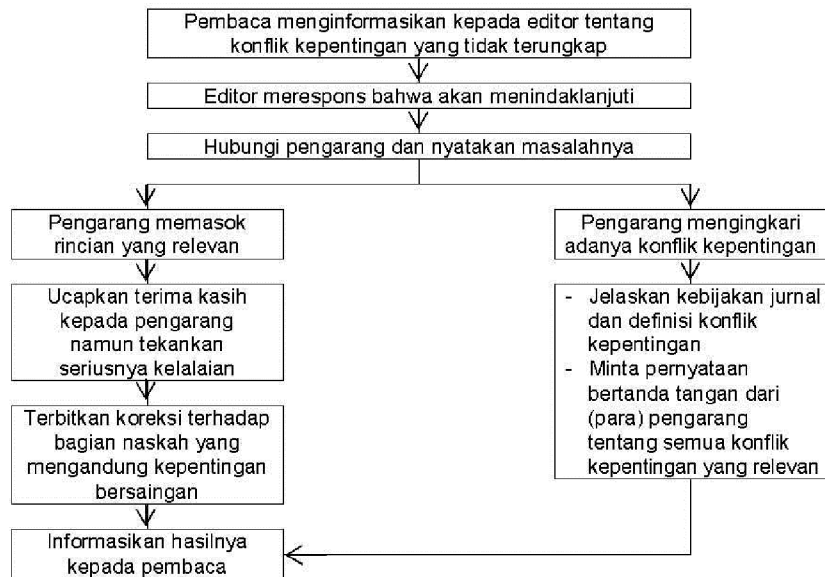 Pembaca menginformasikan kepada editor tentang
konflik kepentingan yang tidak terungkap
Editor merespons bahwa akan menindaklanjuti
Hubungi pengarang dan nyatakan masalahnya
Pengarang memasok
rincian yang relevan
Ucapkan terima kasih
kepada pengarang
namun tekankan
seriusnya kelalaian
Terbitkan koreksi terhadap
bagian naskah yang
mengandung kepentingan
bersaingan
Informasikan hasilnya
kepada pembaca
Pengarang mengingkari
adanya konflik kepentingan
- Jelaskan kebijakan jurnal
dan definisi konflik
kepentingan
- Minta pernyataan
bertanda tangan dari
(para) pengarang
tentang semua konflik
kepentingan yang relevan